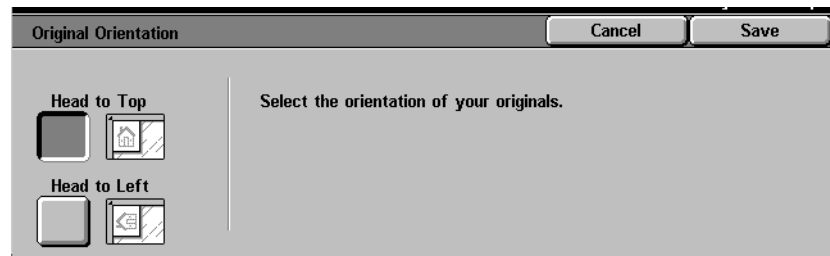 Original Orientation
Cancel
Save
Head to Top
Select the orientation of your originals.
Head to Left